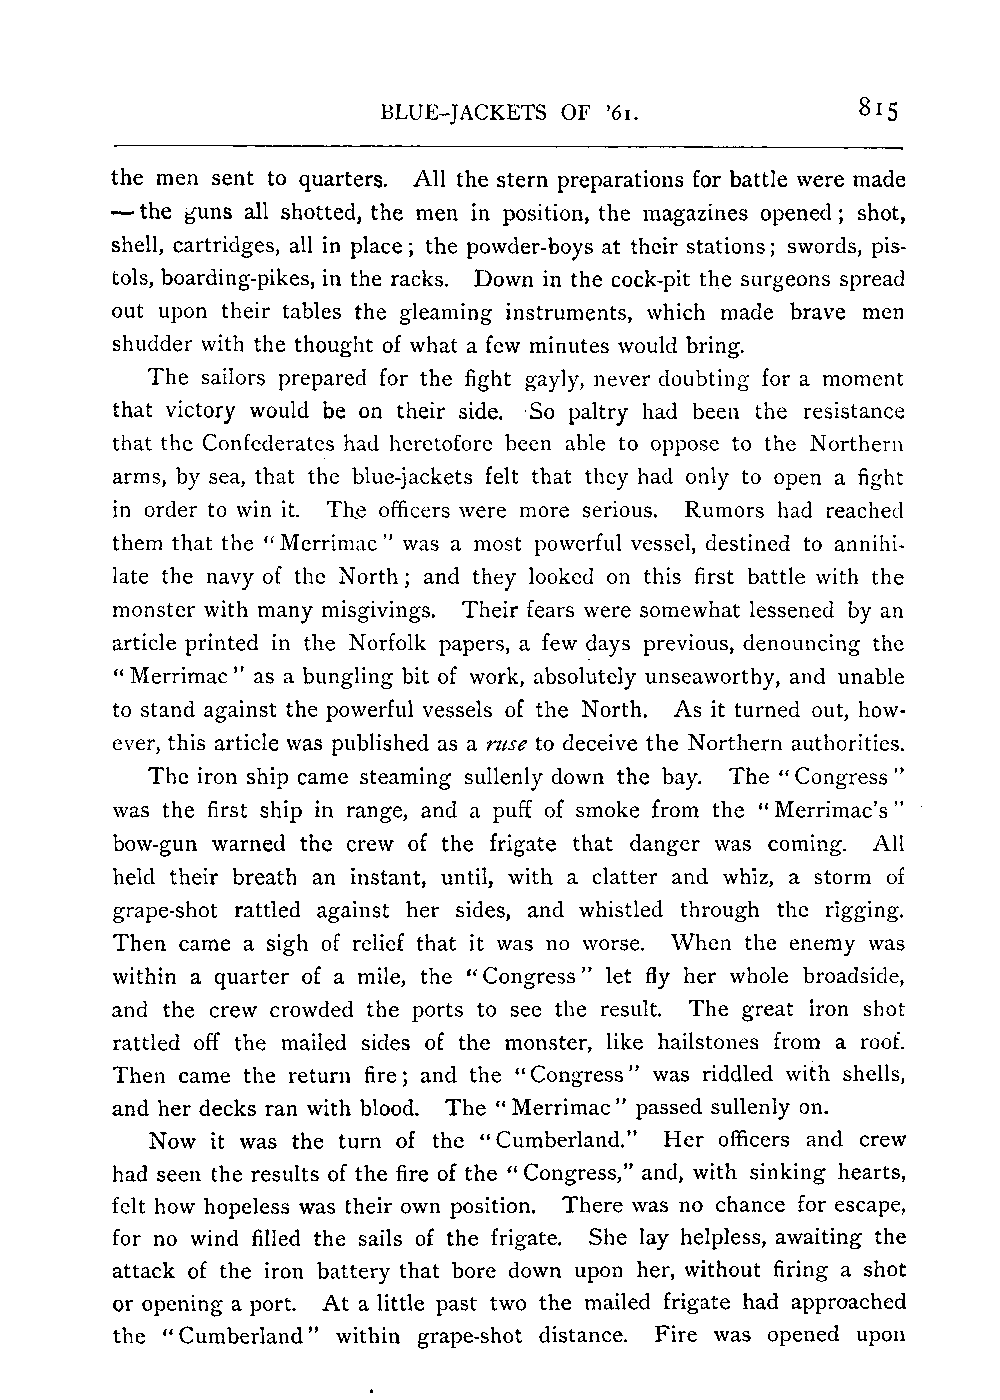 BLUE-JACKETS OF '61. 815
the men sent to quarters. All the stern preparations for battle were made
— the guns all shotted, the men in position, the magazines opened; shot,
shell, cartridges, all in place; the powder-boys at their stations; swords, pis-
tols, boarding-pikes, in the racks. Down in the cock-pit the surgeons spread
out upon their tables the gleaming instruments, which made brave men
shudder with the thought of what a few minutes would bring.
The sailors prepared for the fight gayly, never doubting for a moment
that victory would be on their side. So paltry had been the resistance
that the Confederates had heretofore been able to oppose to the Northern
arms, by sea, that the blue-jackets felt that they had only to open a fight
in order to win it. The officers were more serious. Rumors had reached
them that the "Merrimac" was a most powerful vessel, destined to annihi-
late the navy of the North; and they looked on this first battle with the
monster with many misgivings. Their fears were somewhat lessened by an
article printed in the Norfolk papers, a few days previous, denouncing the
"Merrimac" as a bungling bit of work, absolutely unseaworthy, and unable
to stand against the powerful vessels of the North. As it turned out, how-
ever, this article was published as a ruse to deceive the Northern authorities.
The iron ship came steaming sullenly down the bay. The "Congress"
was the first ship in range, and a puff of smoke from the "Merrimac's"
bow-gun warned the crew of the frigate that danger was coming. All
held their breath an instant, until, with a clatter and whiz, a storm of
grape-shot rattled against her sides, and whistled through the rigging.
Then came a sigh of relief that it was no worse. When the enemy was
within a quarter of a mile, the "Congress" let fly her whole broadside,
and the crew crowded the ports to see the result. The great iron shot
rattled off the mailed sides of the monster, like hailstones from a roof.
Then came the return fire; and the "Congress" was riddled with shells,
and her decks ran with blood. The "Merrimac" passed sullenly on.
Now it was the turn of the "Cumberland." Her officers and crew
had seen the results of the fire of the "Congress," and, with sinking hearts,
felt how hopeless was their own position. There was no chance for escape,
for no wind filled the sails of the frigate. She lay helpless, awaiting the
attack of the iron battery that bore down upon her, without firing a shot
or opening a port. At a little past two the mailed frigate had approached
the "Cumberland" within grape-shot distance. Fire was opened upon